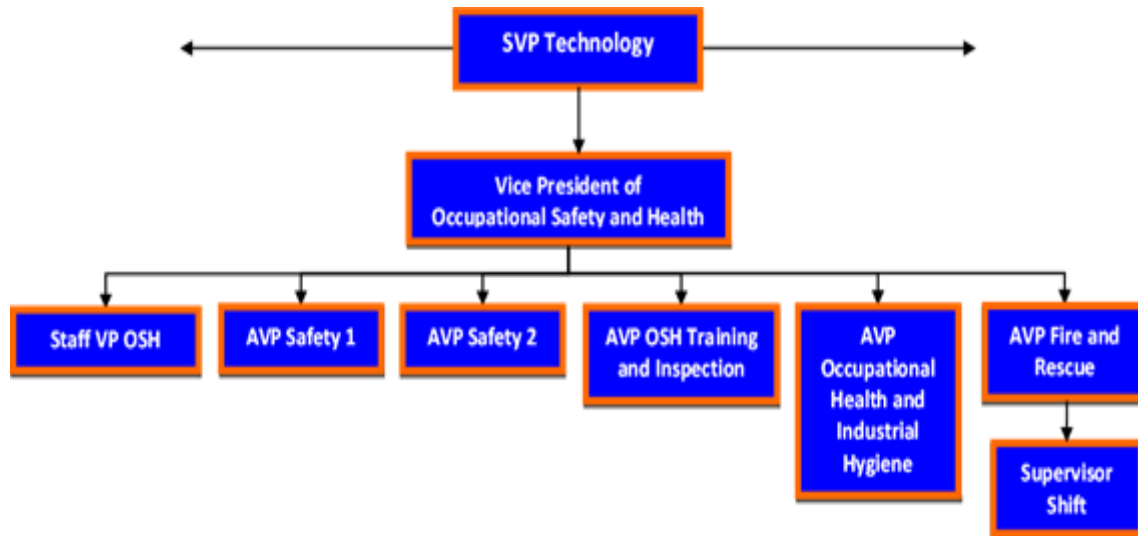 SVP Technology
Vice President of
Occupational Safety and Health
Staff VP OSH
AVP Safety 1
AVP Safety 2
AVP OSH Training
and Inspection
AVP
Occupational
Health and
Industrial
Hygiene
AVP Fire and
Rescue
Supervisor
Shift